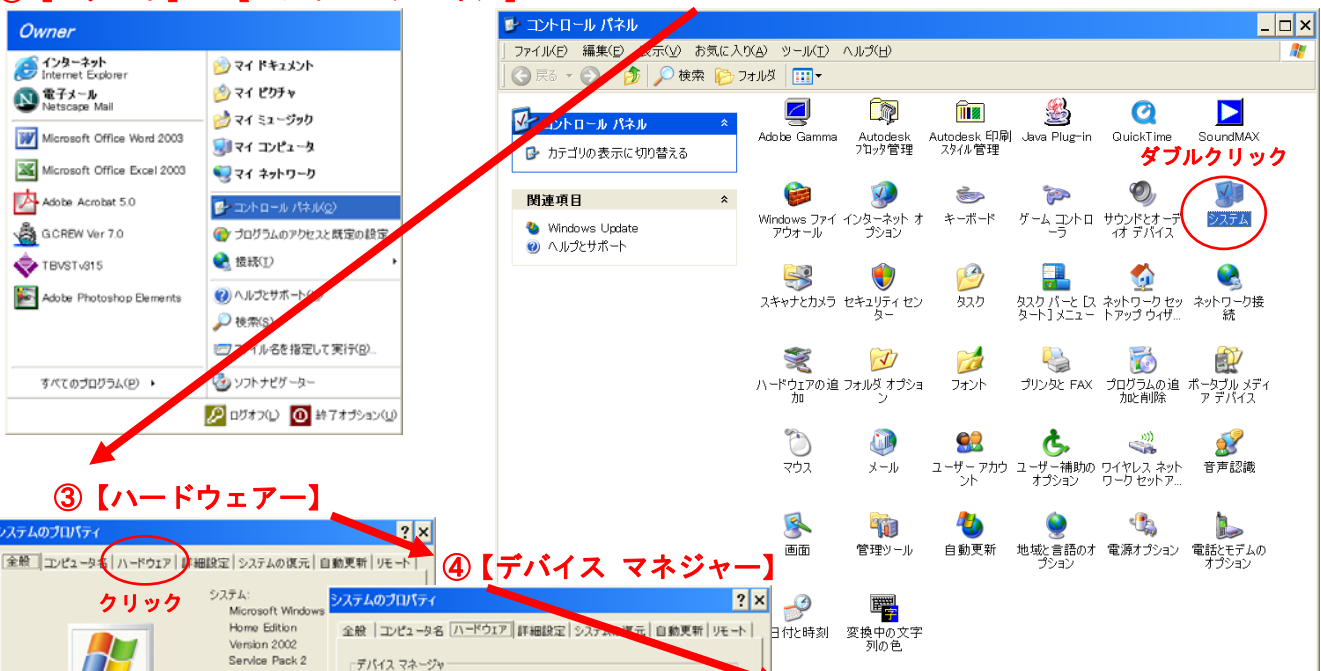 Owner
インターネット
Internet Explorer
電子メール
Netscape Mail
Microsoft Office Word 2003
Microsoft Office Excel 2003
Adobe Acrobat 5.0
G.CREW Ver 7.0
TBVSTv315
Adobe Photoshop Elements
すべてのプログラム(P)
マイ ドキュメント
マイ ピクチャ
マイ ミュージック
マイ コンピュータ
マイ ネットワーク
コントロール パネル(C)
プログラムのアクセスと既定の設定
接続(T)
ヘルプとサポート
検索(S)
イル名を指定して実行(R)...
ソフトナビゲーター
ログオフ(L)
終了オプション(U)
コントロール パネル
ファイル(F) 編集(E) 表示(V) お気に入り(A) ツール(T) ヘルプ(H)
戻る
検索
フォルダ
コントロール パネル
カテゴリの表示に切り替える
関連項目
Windows Update
ヘルプとサポート
Adobe Gamma
Autodesk
プロッタ管理
Autodesk 印刷
スタイル管理
Java Plug-in
QuickTime
SoundMAX
ダブルクリック
Windows ファイ
アウォール
インターネット オ
プション
キーボード
ゲーム コントロ
ーラ
サウンドとオーデ
ィオ デバイス
システム
スキャナとカメラ
セキュリティ セン
ター
タスク
タスク バーと [ス
タート] メニュー
ネットワーク セッ
トアップ ウィザ...
ネットワーク接
続
ハードウェアの追
加
フォルダ オプショ
ン
フォント
プリンタと FAX
プログラムの追
加と削除
ポータブル メディ
ア デバイス
マウス
メール
ユーザー アカウ
ント
ユーザー補助の
オプション
ワイヤレス ネット
ワーク セットア...
音声認識
画面
管理ツール
自動更新
地域と言語のオ
プション
電源オプション
電話とモデムの
オプション
日付と時刻
変換中の文字
列の色
③【ハードウェアー】
システムのプロパティ
全般 コンピュータ名 ハードウェア 詳細設定 システムの復元 自動更新 リモート
クリック
システム:
Microsoft Windows
Home Edition
Version 2002
Service Pack 2
④【デバイス マネジャー】
システムのプロパティ
全般 コンピュータ名 ハードウェア 詳細設定 システムの復元 自動更新 リモート
デバイス マネージャ